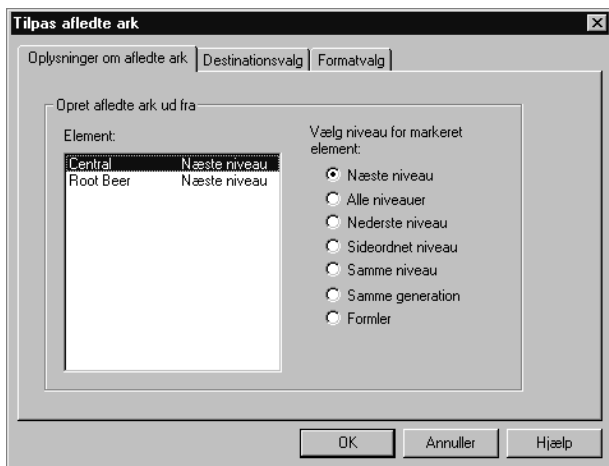 Tilpas afledte ark
Oplysninger om afledte ark Destinationsvalg Formatvalg
Opret afledte ark ud fra
Element:
Central Næste niveau
Root Beer Næste niveau
Vælg niveau for markeret
element:
Næste niveau
Alle niveauer
Nederste niveau
Sideordnet niveau
Samme niveau
Samme generation
Formler
OK Annuller Hjælp